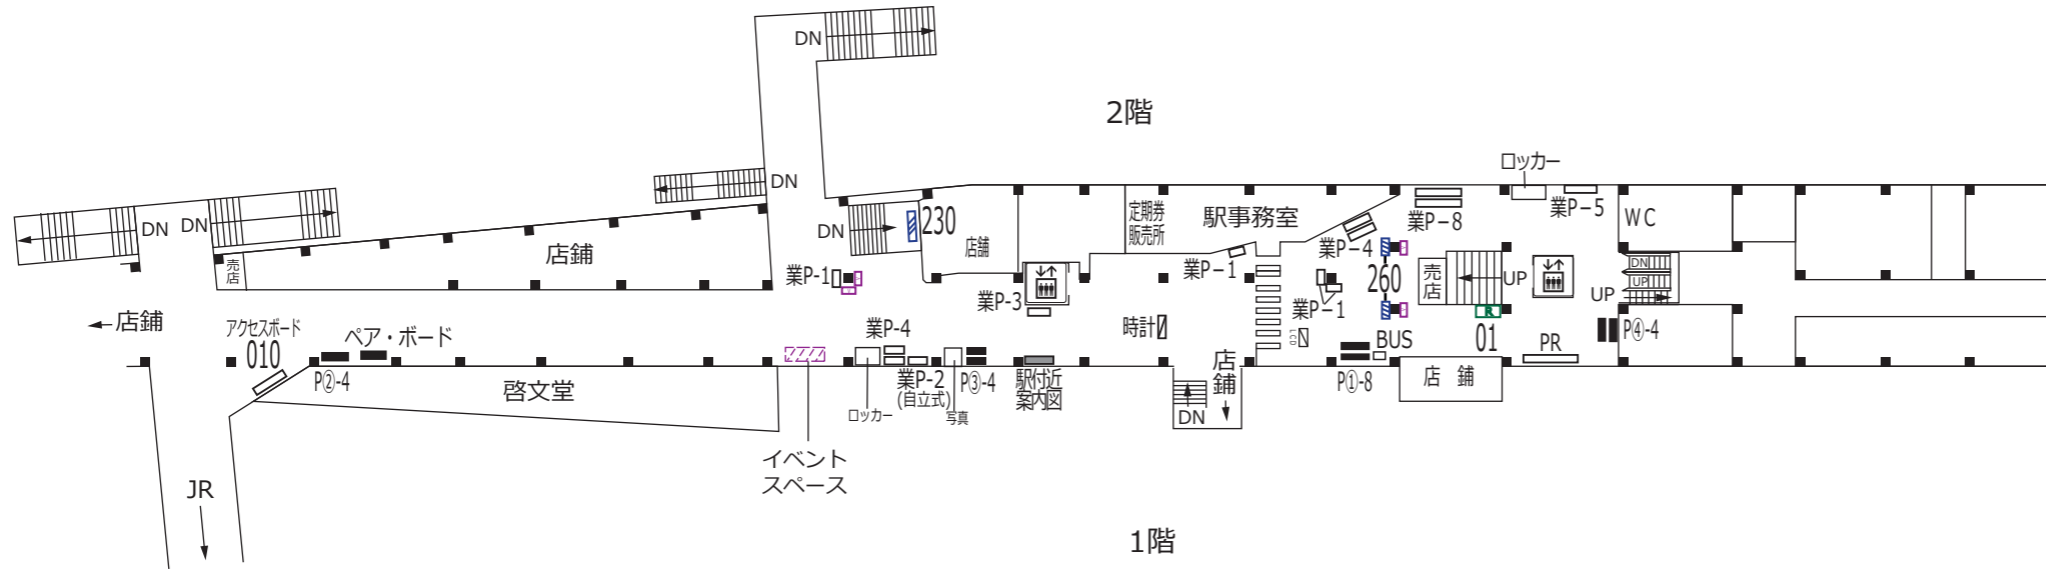 DN
2階
DN
ロッカー
DN
DN
230
DN
店舗
定期券
販売所
駅事務室
業P-8
業P-5
WC
店舗
売店
業P-1
業P-3
業P-1
業P-4
260
売店
UP
DN
UP
UP
業P-1
←店舗
アクセスボード
010
ペア・ボード
業P-4
時計
LCD
BUS
R
01
PR
P④-4
P②-4
啓文堂
ロッカー
業P-2
(自立式)
写真
P③-4
駅付近
案内図
店舗
DN
P①-8
店 舗
イベント
スペース
JR
1階